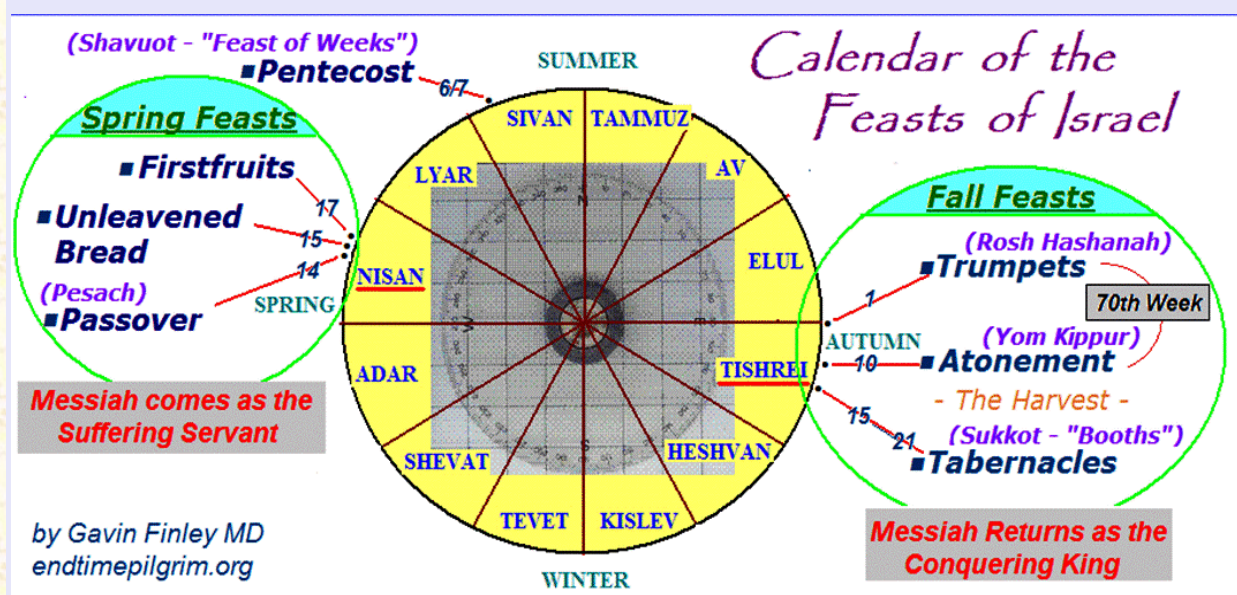 Calendar of the
Feasts of Israel
(Shavuot - "Feast of Weeks")
▪Pentecost
6/7
SUMMER
Spring Feasts
▪Firstfruits
17
▪Unleavened
Bread
15
14
(Pesach)
▪Passover
SPRING
Messiah comes as the
Suffering Servant
by Gavin Finley MD
endtimepilgrim.org
SIVAN
TAMMUZ
LYAR
AV
NISAN
ELUL
ADAR
TISHREI
SHEVAT
HESHVAN
TEVET
KISLEV
N
W
E
S
WINTER
AUTUMN
Fall Feasts
(Rosh Hashanah)
▪Trumpets
1
70th Week
(Yom Kippur)
▪Atonement
10
- The Harvest -
15
21
(Sukkot - "Booths")
▪Tabernacles
Messiah Returns as the
Conquering King